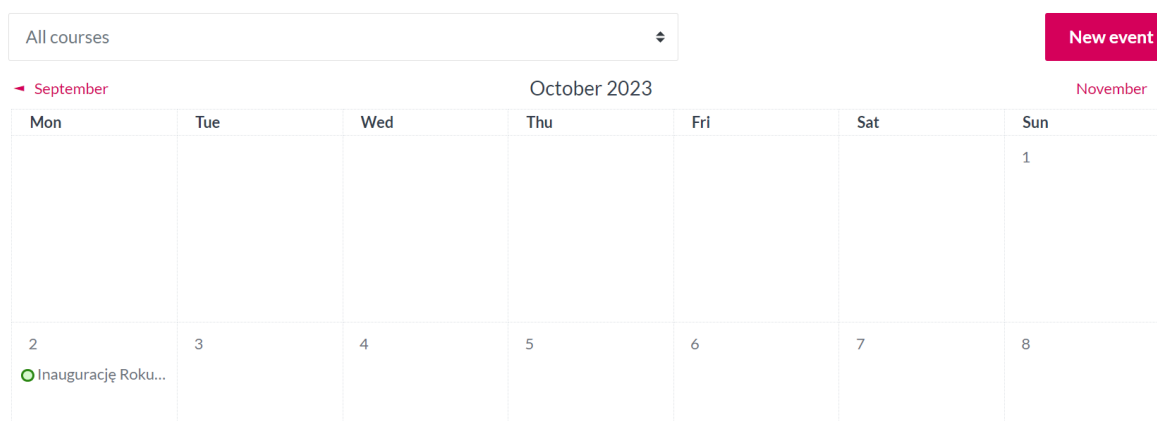 All courses
New event
◄ September
October 2023
November
Mon Tue Wed Thu Fri Sat Sun
1
2 3 4 5 6 7 8
Inaugurację Roku...